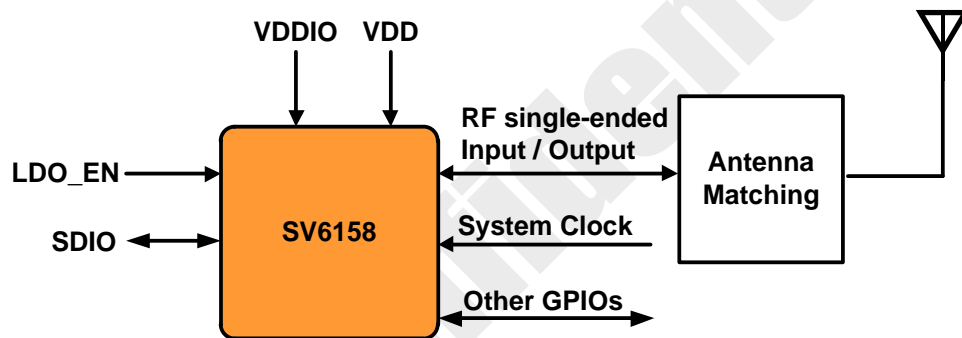 VDDIO VDD
RF single-ended
Input / Output
Antenna
Matching
LDO_EN
SV6158
SDIO
System Clock
Other GPIOs